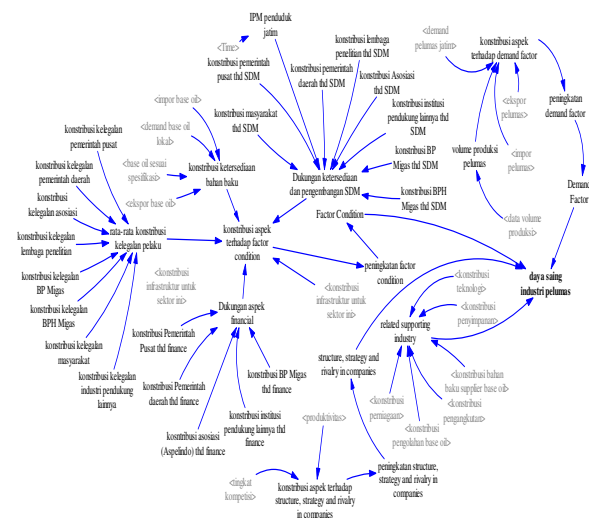 IPM penduduk
jatim
<Time>
konstribusi pemerintah
pusat thd SDM
konstribusi lembaga
penelitian thd SDM
konstribusi pemerintah
daerah thd SDM
konstribusi Asosiasi
thd SDM
konstribusi institusi
pendukung lainnya thd
SDM
konstribusi BP
Migas thd SDM
konstribusi BPH
Migas thd SDM
konstribusi masyarakat
thd SDM
Dukungan ketersediaan
dan pengembangan SDM
<demand
pelumas jatim>
konstribusi aspek
terhadap demand factor
peningkatan
demand factor
<ekspor
pelumas>
<impor
pelumas>
volume produksi
pelumas
<data volume
produksi>
Demand
Factor
<impor base oil>
<demand base oil
lokal>
<base oil sesuai
spesifikasi>
<ekspor base oil>
konstribusi ketersediaan
bahan baku
konstribusi kelegalan
pemerintah pusat
konstribusi kelegalan
pemerintah daerah
konstribusi
kelegalan asosiasi
konstribusi kelegalan
lembaga penelitian
konstribusi kelegalan
BP Migas
konstribusi kelegalan
BPH Migas
konstribusi kelegalan
masyarakat
konstribusi kelegalan
industri pendukung
lainnya
rata-rata konstribusi
kelegalan pelaku
konstribusi aspek
terhadap factor
condition
Factor Condition
peningkatan factor
condition
<konstribusi
infrastruktur untuk
sektor ini>
<konstribusi
infrastruktur untuk
sektor ini>
daya saing
industri pelumas
<konstribusi
teknologi>
<konstribusi
penyimpanan>
related supporting
industry
<konstribusi bahan
baku supplier base oil>
<konstribusi
pengangkutan>
<konstribusi
perniagaan>
<konstribusi
pengolahan base oil>
Dukungan aspek
financial
konstribusi Pemerintah
Pusat thd finance
konstribusi Pemerintah
daerah thd finance
kosntribusi asosiasi
(Aspelindo) thd finance
konstribusi institusi
pendukung lainnya thd
finance
konstribusi BP Migas
thd finance
structure, strategy and
rivalry in companies
<produktivitas>
<tingkat
kompetisi>
konstribusi aspek terhadap
structure, strategy and rivalry
in companies
peningkatan structure,
strategy and rivalry in
companies